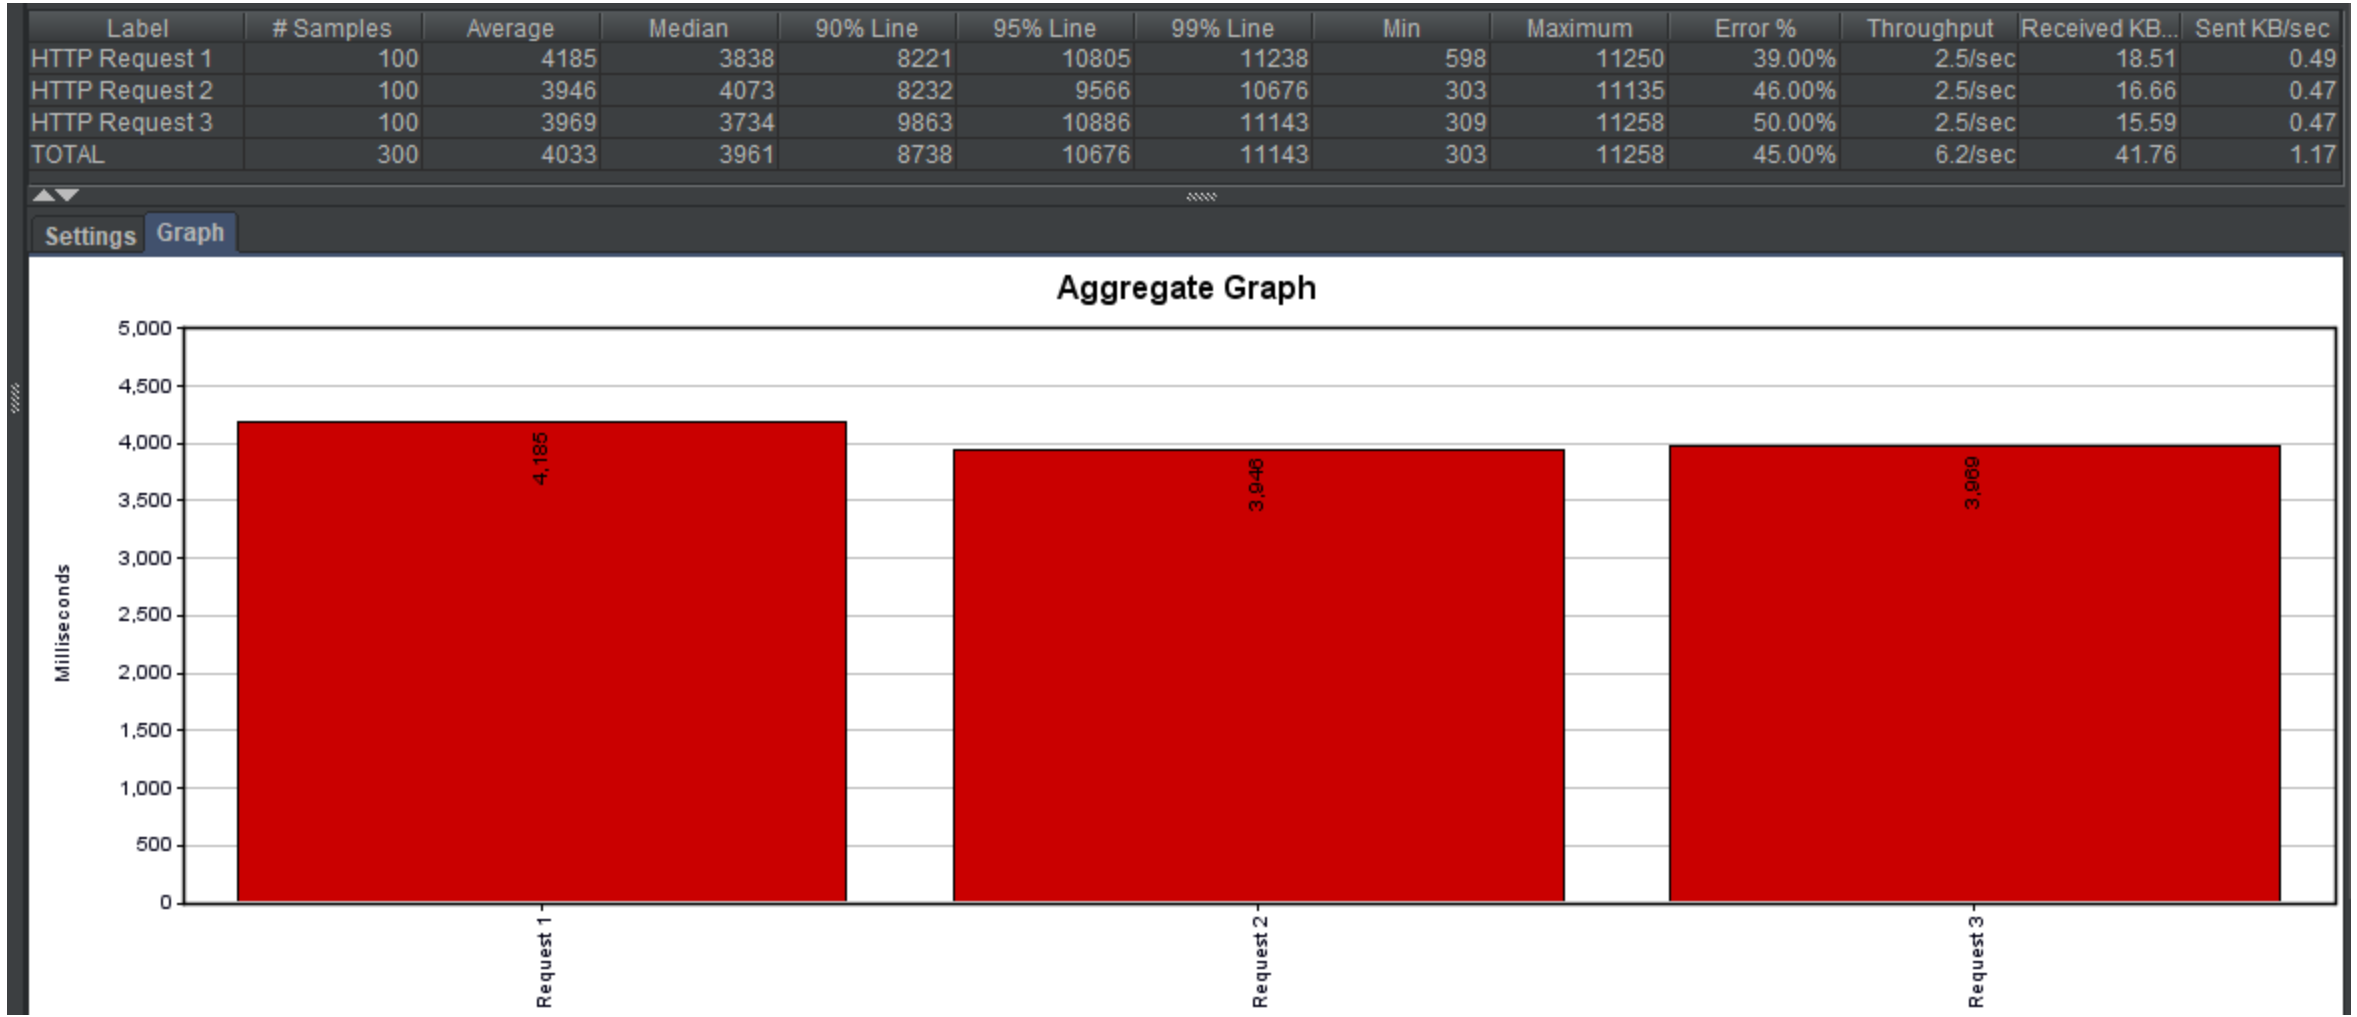 Label # Samples Average Median 90% Line 95% Line 99% Line Min Maximum Error % Throughput Received KB... Sent KB/sec
HTTP Request 1 100 4185 3838 8221 10805 11238 598 11250 39.00% 2.5/sec 18.51 0.49
HTTP Request 2 100 3946 4073 8232 9566 10676 303 11135 46.00% 2.5/sec 16.66 0.47
HTTP Request 3 100 3969 3734 9863 10886 11143 309 11258 50.00% 2.5/sec 15.59 0.47
TOTAL 300 4033 3961 8738 10676 11143 303 11258 45.00% 6.2/sec 41.76 1.17
Settings Graph
Aggregate Graph
5,000
4,500
4,000
3,500
3,000
2,500
2,000
1,500
1,000
500
0
Milliseconds
4,185
3,946
3,969
Request 1
Request 2
Request 3